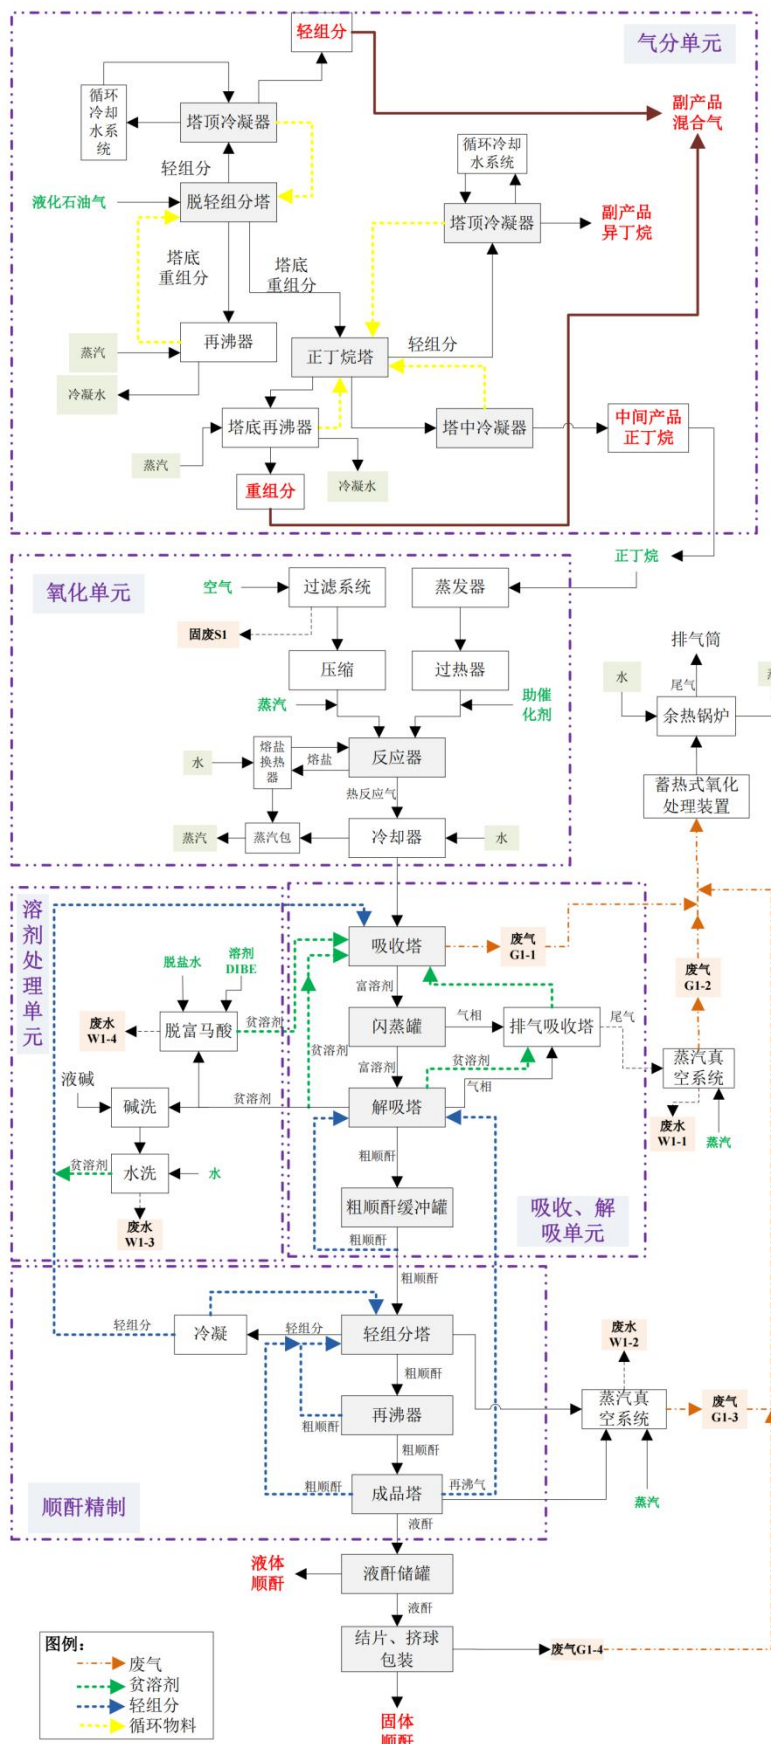 轻组分
气分单元
循环
冷却
水系
统
塔顶冷凝器
副产品
混合气
循环冷却
水系统
轻组分
液化石油气
脱轻组分塔
塔顶冷凝器
副产品
异丁烷
塔底
重组分
塔底
重组分
再沸器
蒸汽
正丁烷塔
轻组分
冷凝水
塔底再沸器
塔中冷凝器
中间产品
正丁烷
蒸汽
重组分
冷凝水
氧化单元
空气
过滤系统
蒸发器
正丁烷
固废S1
排气筒
压缩
过热器
尾气
水
余热锅炉
蒸汽
助催
化剂
水
熔盐
换热
器
熔盐
反应器
热反应气
蓄热式氧化
处理装置
蒸汽
蒸汽包
冷却器
水
溶剂处理单元
吸收塔
废气
G1-1
脱盐水
溶剂
DIBE
富溶剂
废气
G1-2
废水
W1-4
脱富马酸
贫溶剂
贫溶剂
闪蒸罐
气相
排气吸收塔
尾气
富溶剂
贫溶剂
蒸汽真
空系统
液碱
碱洗
贫溶剂
解吸塔
气相
废水
W1-1
蒸汽
粗顺酐
贫溶剂
水洗
水
粗顺酐缓冲罐
吸收、解
吸单元
废水
W1-3
粗顺酐
粗顺酐
轻组分
冷凝
轻组分
轻组分塔
废水
W1-2
粗顺酐
再沸器
蒸汽真
空系统
废气
G1-3
粗顺酐
粗顺酐
粗顺酐
成品塔
再沸气
蒸汽
顺酐精制
液酐
液体
顺酐
液酐储罐
液酐
结片、挤球
包装
废气G1-4
固体
顺酐
图例：
废气
贫溶剂
轻组分
循环物料